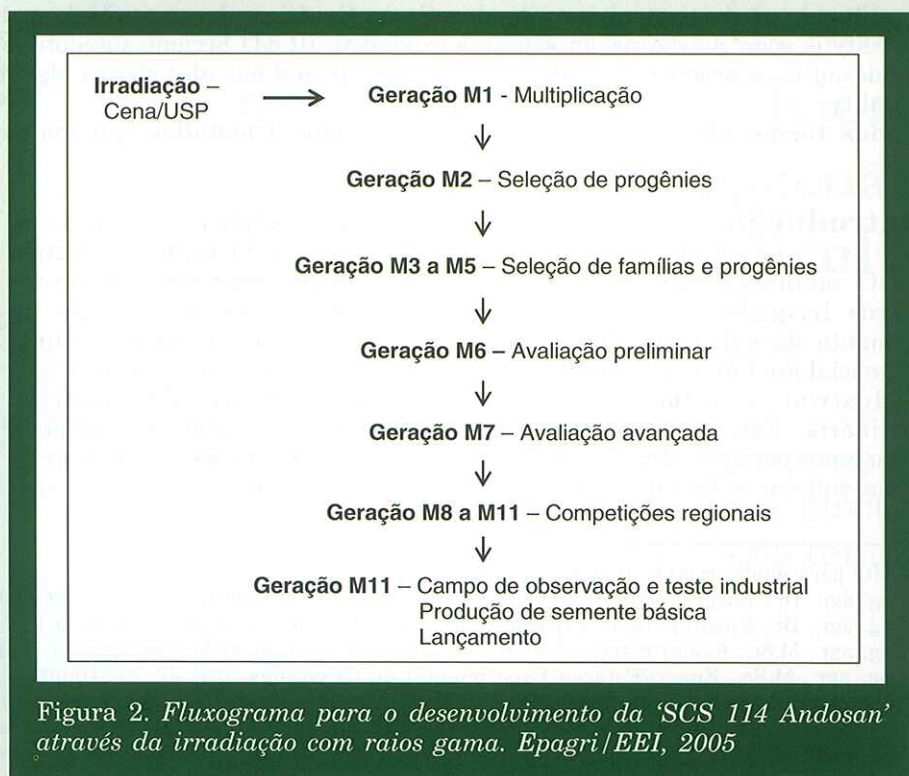 Irradiação –
Cena/USP
Geração M1 - Multiplicação
Geração M2 – Seleção de progênies
Geração M3 a M5 – Seleção de famílias e progênies
Geração M6 – Avaliação preliminar
Geração M7 – Avaliação avançada
Geração M8 a M11 – Competições regionais
Geração M11 – Campo de observação e teste industrial
Produção de semente básica
Lançamento
Figura 2. Fluxograma para o desenvolvimento da ‘SCS 114 Andosan’
através da irradiação com raios gama. Epagri/EEI, 2005